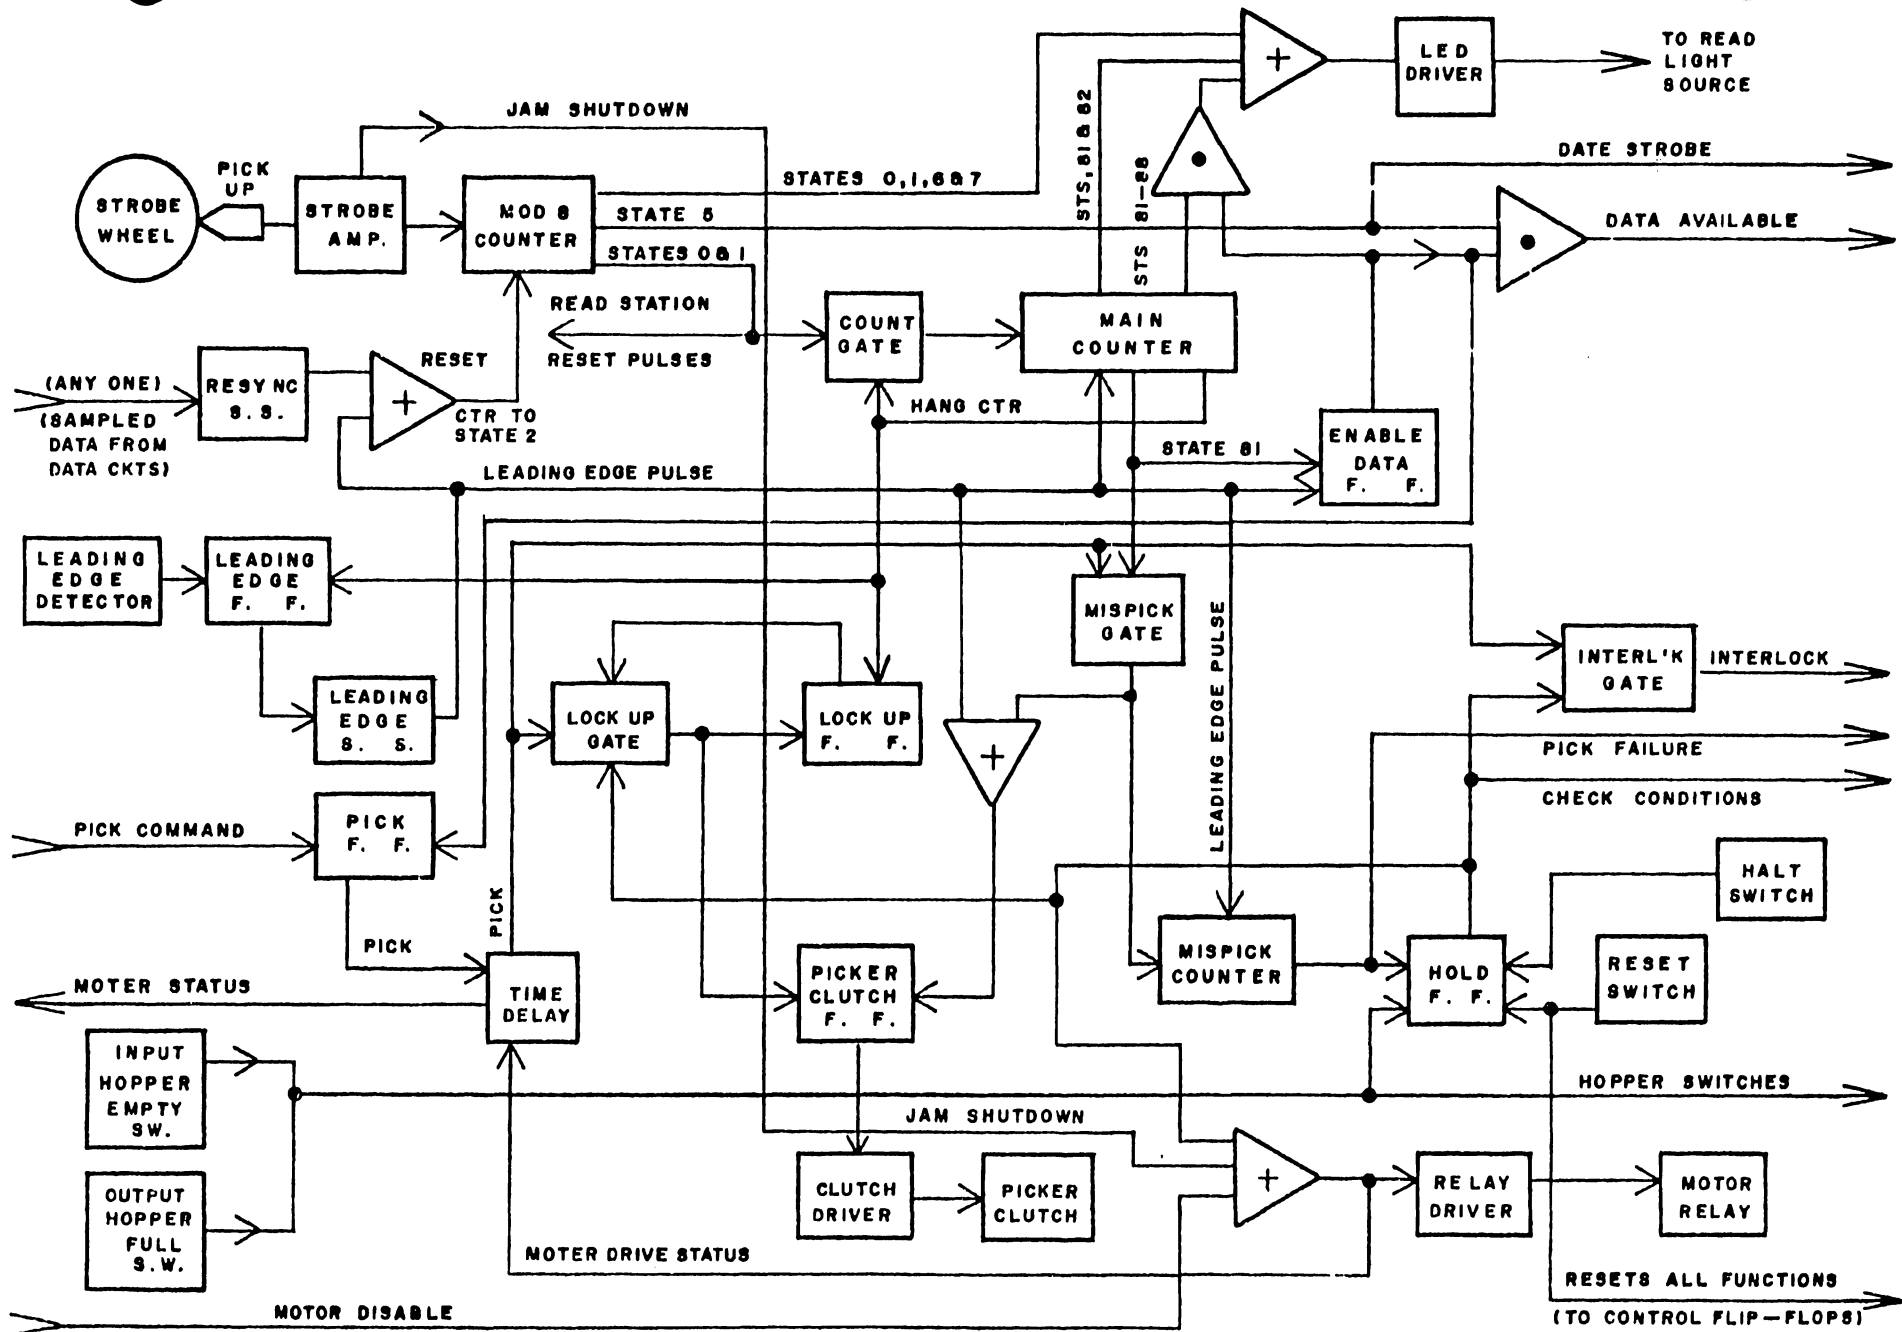 TO READ
LIGHT
SOURCE
LED
DRIVER
+
JAM SHUTDOWN
STS, 81 & 82
DATE STROBE
PICK
UP
STROBE
WHEEL
STROBE
AMP.
MOD 8
COUNTER
STATES 0, 1, 6 & 7
STATE 5
STATES 0 & 1
STS 81-88
DATA AVAILABLE
READ STATION
RESET PULSES
COUNT
GATE
MAIN
COUNTER
(ANY ONE)
(SAMPLED
DATA FROM
DATA CKTS)
RESYNC
S.S.
+
RESET
CTR TO
STATE 2
HANG CTR
STATE 81
ENABLE
DATA
F. F.
LEADING EDGE PULSE
LEADING
EDGE
DETECTOR
LEADING
EDGE
F. F.
MISPICK
GATE
LEADING EDGE PULSE
INTERL'K
GATE
INTERLOCK
LEADING
EDGE
S. S.
LOCK UP
GATE
LOCK UP
F. F.
+
PICK FAILURE
CHECK CONDITIONS
PICK COMMAND
PICK
F. F.
HALT
SWITCH
PICK
PICK
MOTER STATUS
TIME
DELAY
PICKER
CLUTCH
F. F.
MISPICK
COUNTER
HOLD
F. F.
RESET
SWITCH
INPUT
HOPPER
EMPTY
SW.
HOPPER SWITCHES
JAM SHUTDOWN
OUTPUT
HOPPER
FULL
S.W.
CLUTCH
DRIVER
PICKER
CLUTCH
+
RELAY
DRIVER
MOTOR
RELAY
MOTER DRIVE STATUS
RESETS ALL FUNCTIONS
(TO CONTROL FLIP-FLOPS)
MOTOR DISABLE